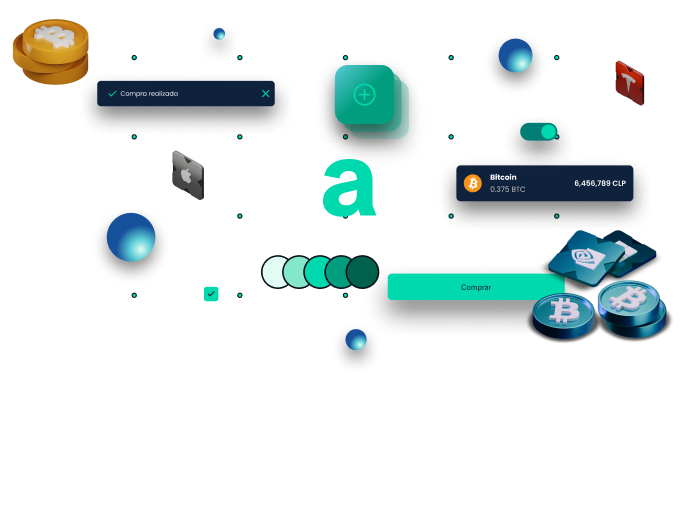 Compra realizada
a
Bitcoin
0.375 BTC
6,456,789 CLP
Comprar